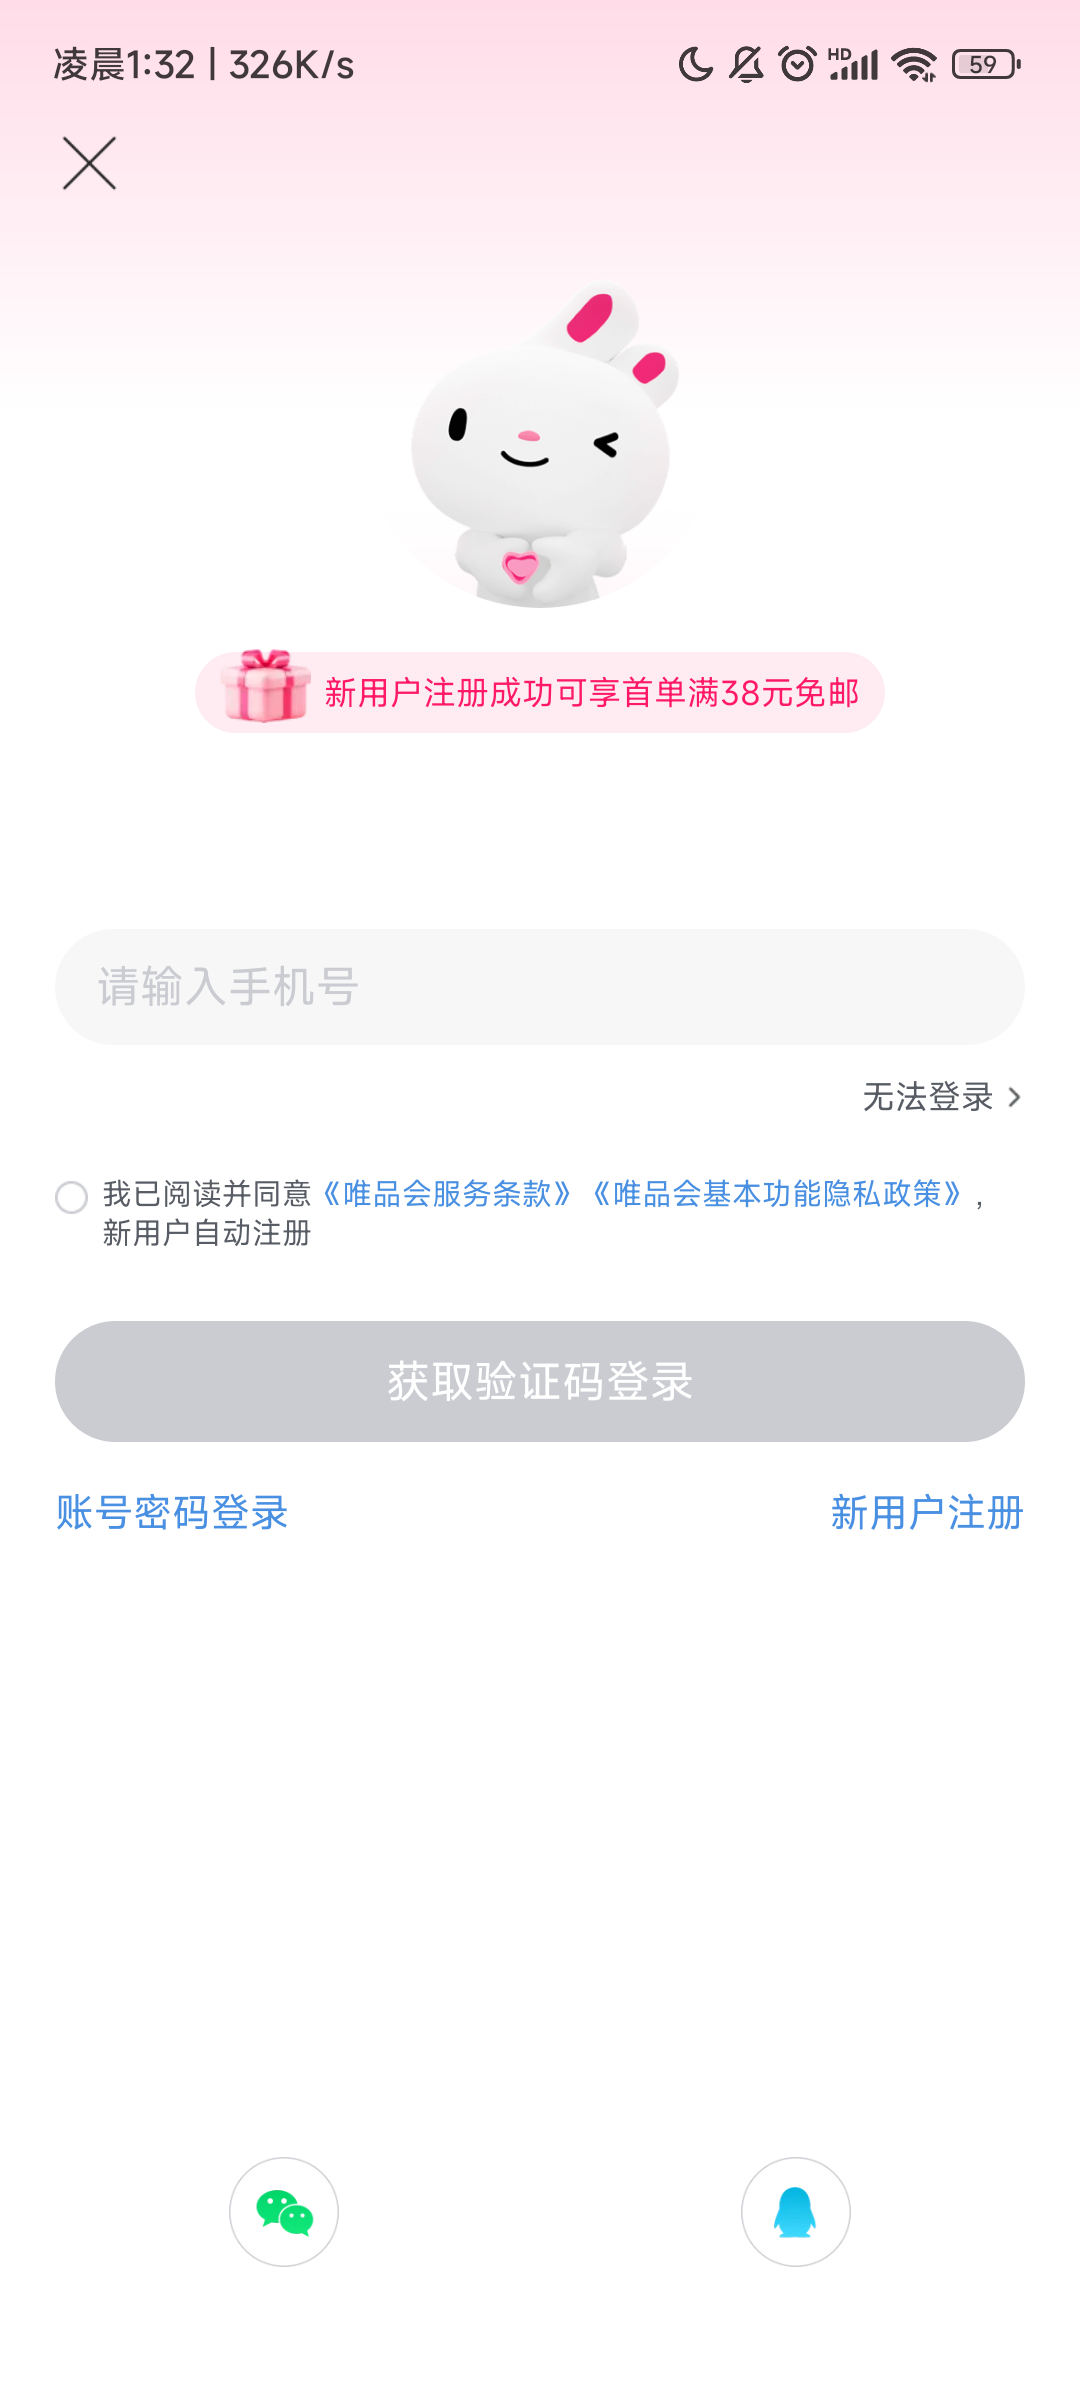 凌晨1:32 | 326K/s
HD
59
新用户注册成功可享首单满38元免邮
请输入手机号
无法登录
我已阅读并同意《唯品会服务条款》《唯品会基本功能隐私政策》,
新用户自动注册
获取验证码登录
账号密码登录
新用户注册